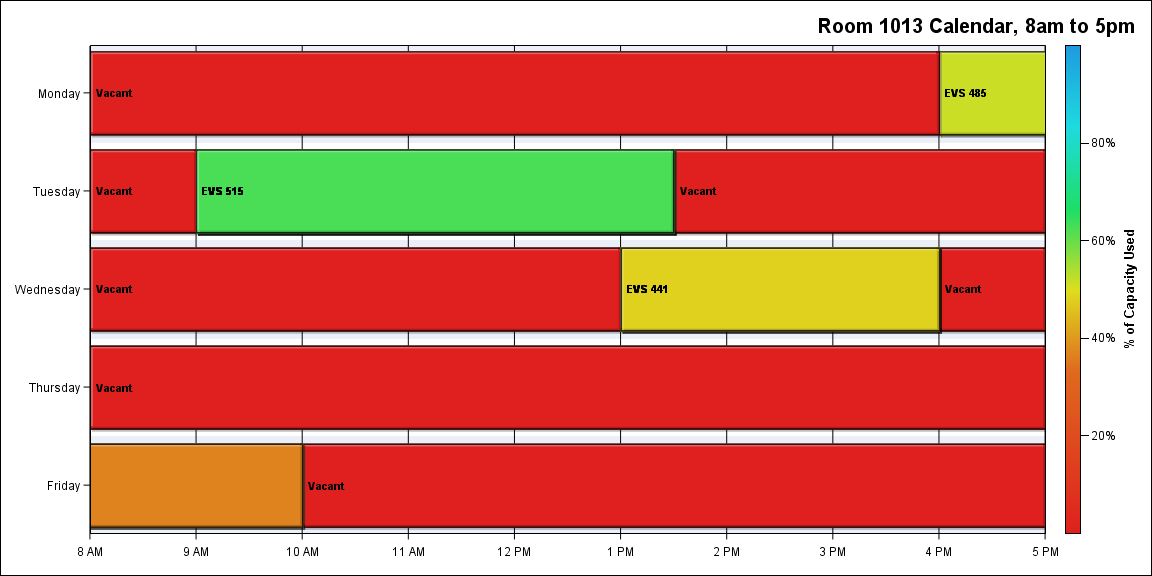 Room 1013 Calendar, 8am to 5pm
Monday
Vacant
EVS 485
Tuesday
Vacant
EVS 515
Vacant
Wednesday
Vacant
EVS 441
Vacant
Thursday
Vacant
Friday
Vacant
8 AM
9 AM
10 AM
11 AM
12 PM
1 PM
2 PM
3 PM
4 PM
5 PM
80%
60%
40%
20%
% of Capacity Used